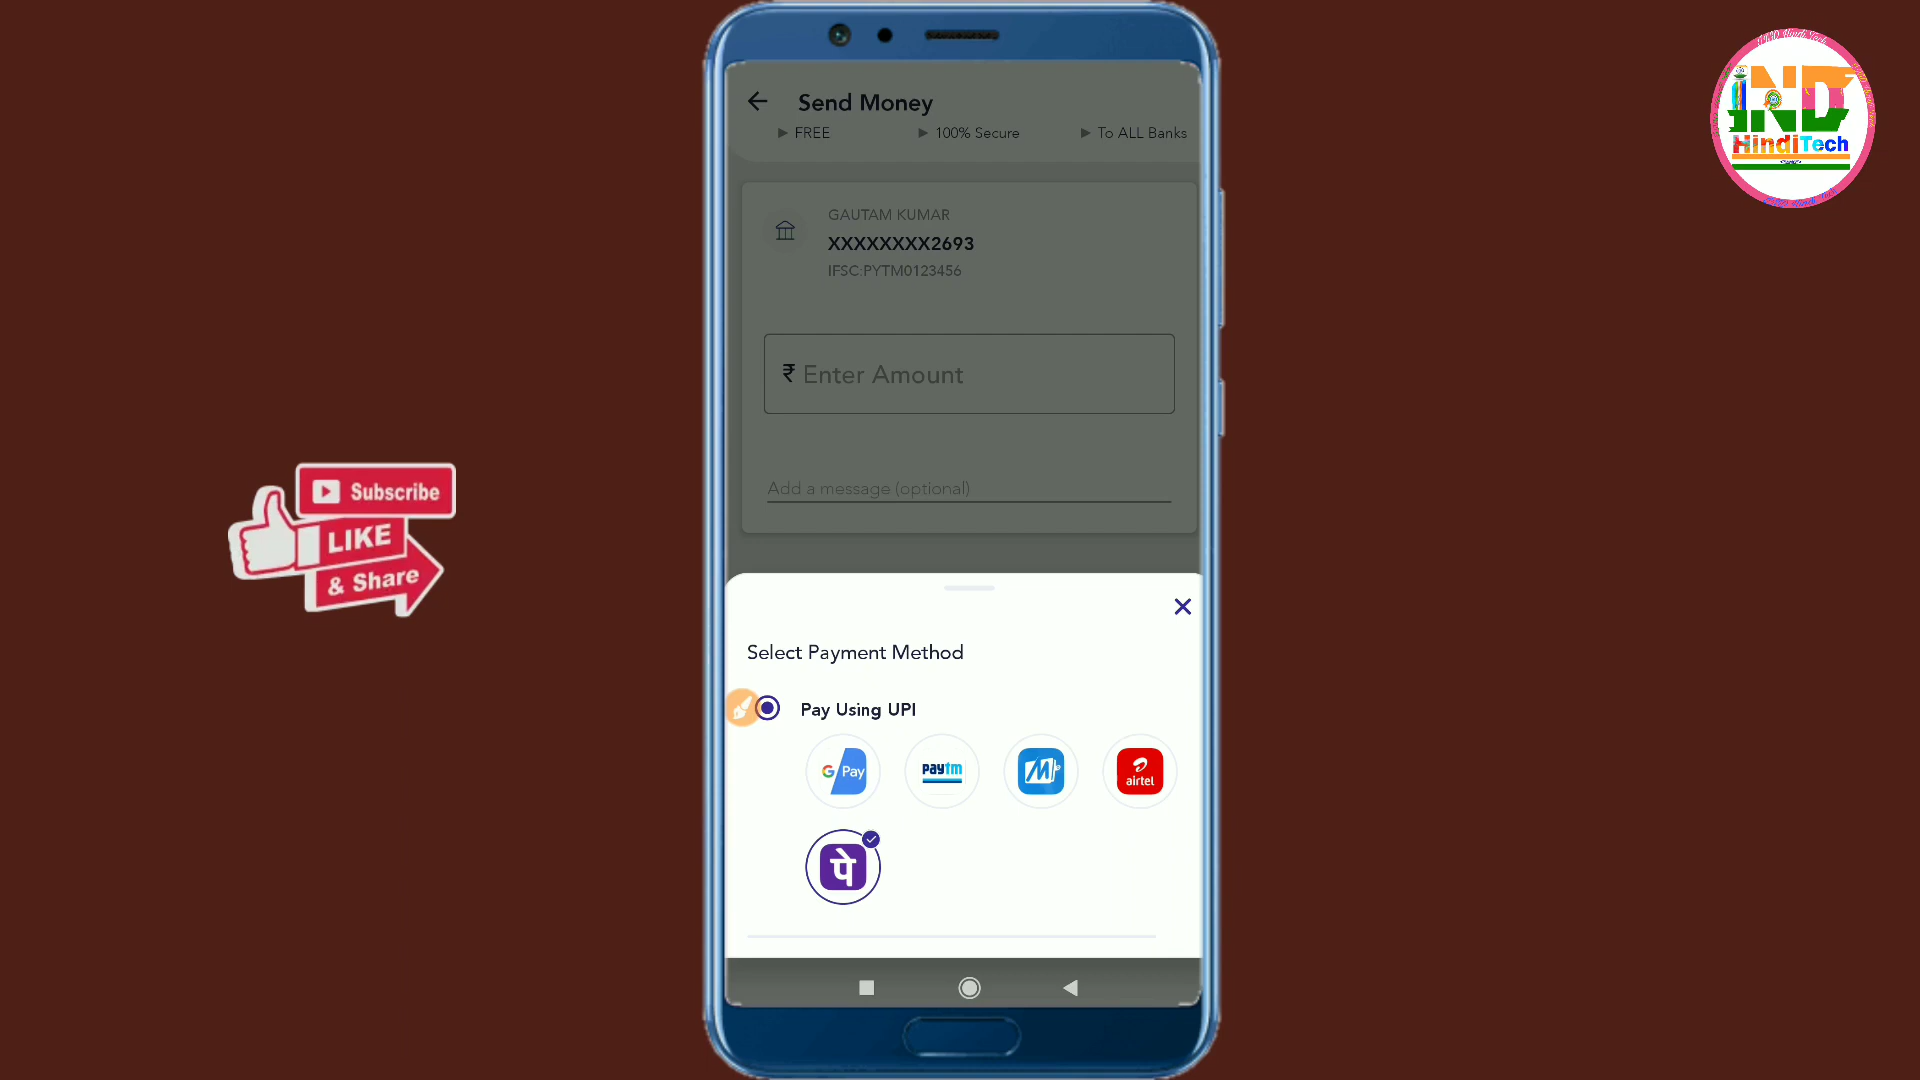 Send Money
FREE
100% Secure
To ALL Banks
GAUTAM KUMAR
XXXXXXXX2693
IFSC:PYTM0123456
₹ Enter Amount
Add a message (optional)
Select Payment Method
Pay Using UPI
G Pay
paytm
airtel
पे
Subscribe
LIKE
& Share
iND
HindiTech